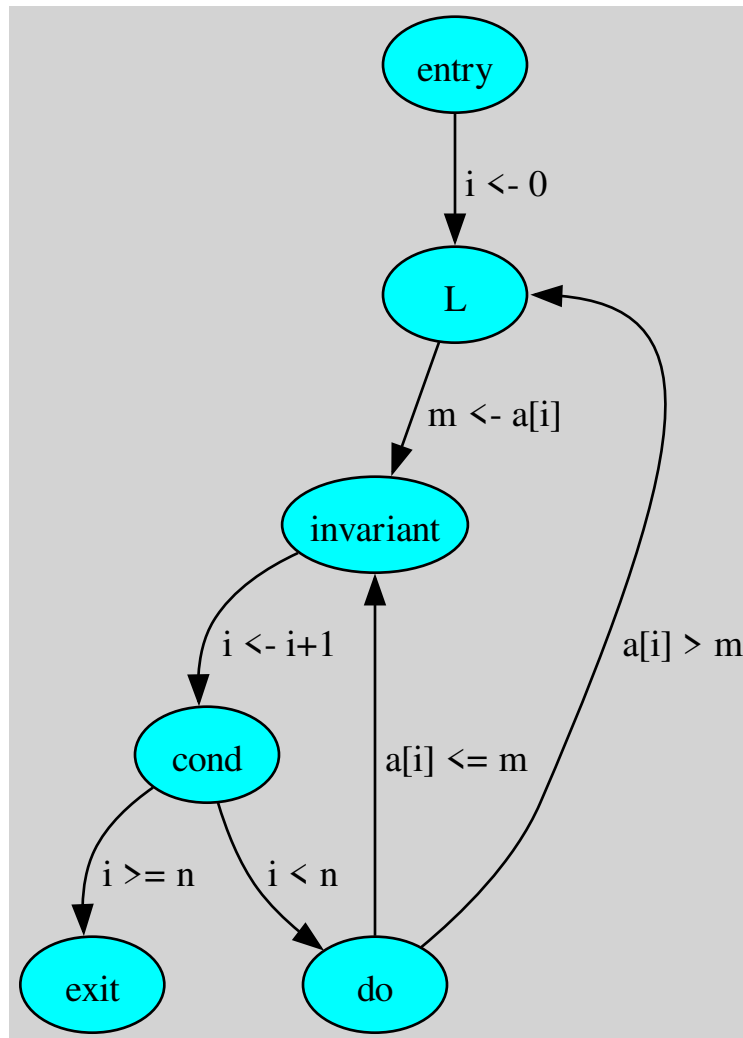 entry
i <- 0
L
m <- a[i]
invariant
i <- i+1
a[i] > m
cond
a[i] <= m
i >= n
i < n
exit
do